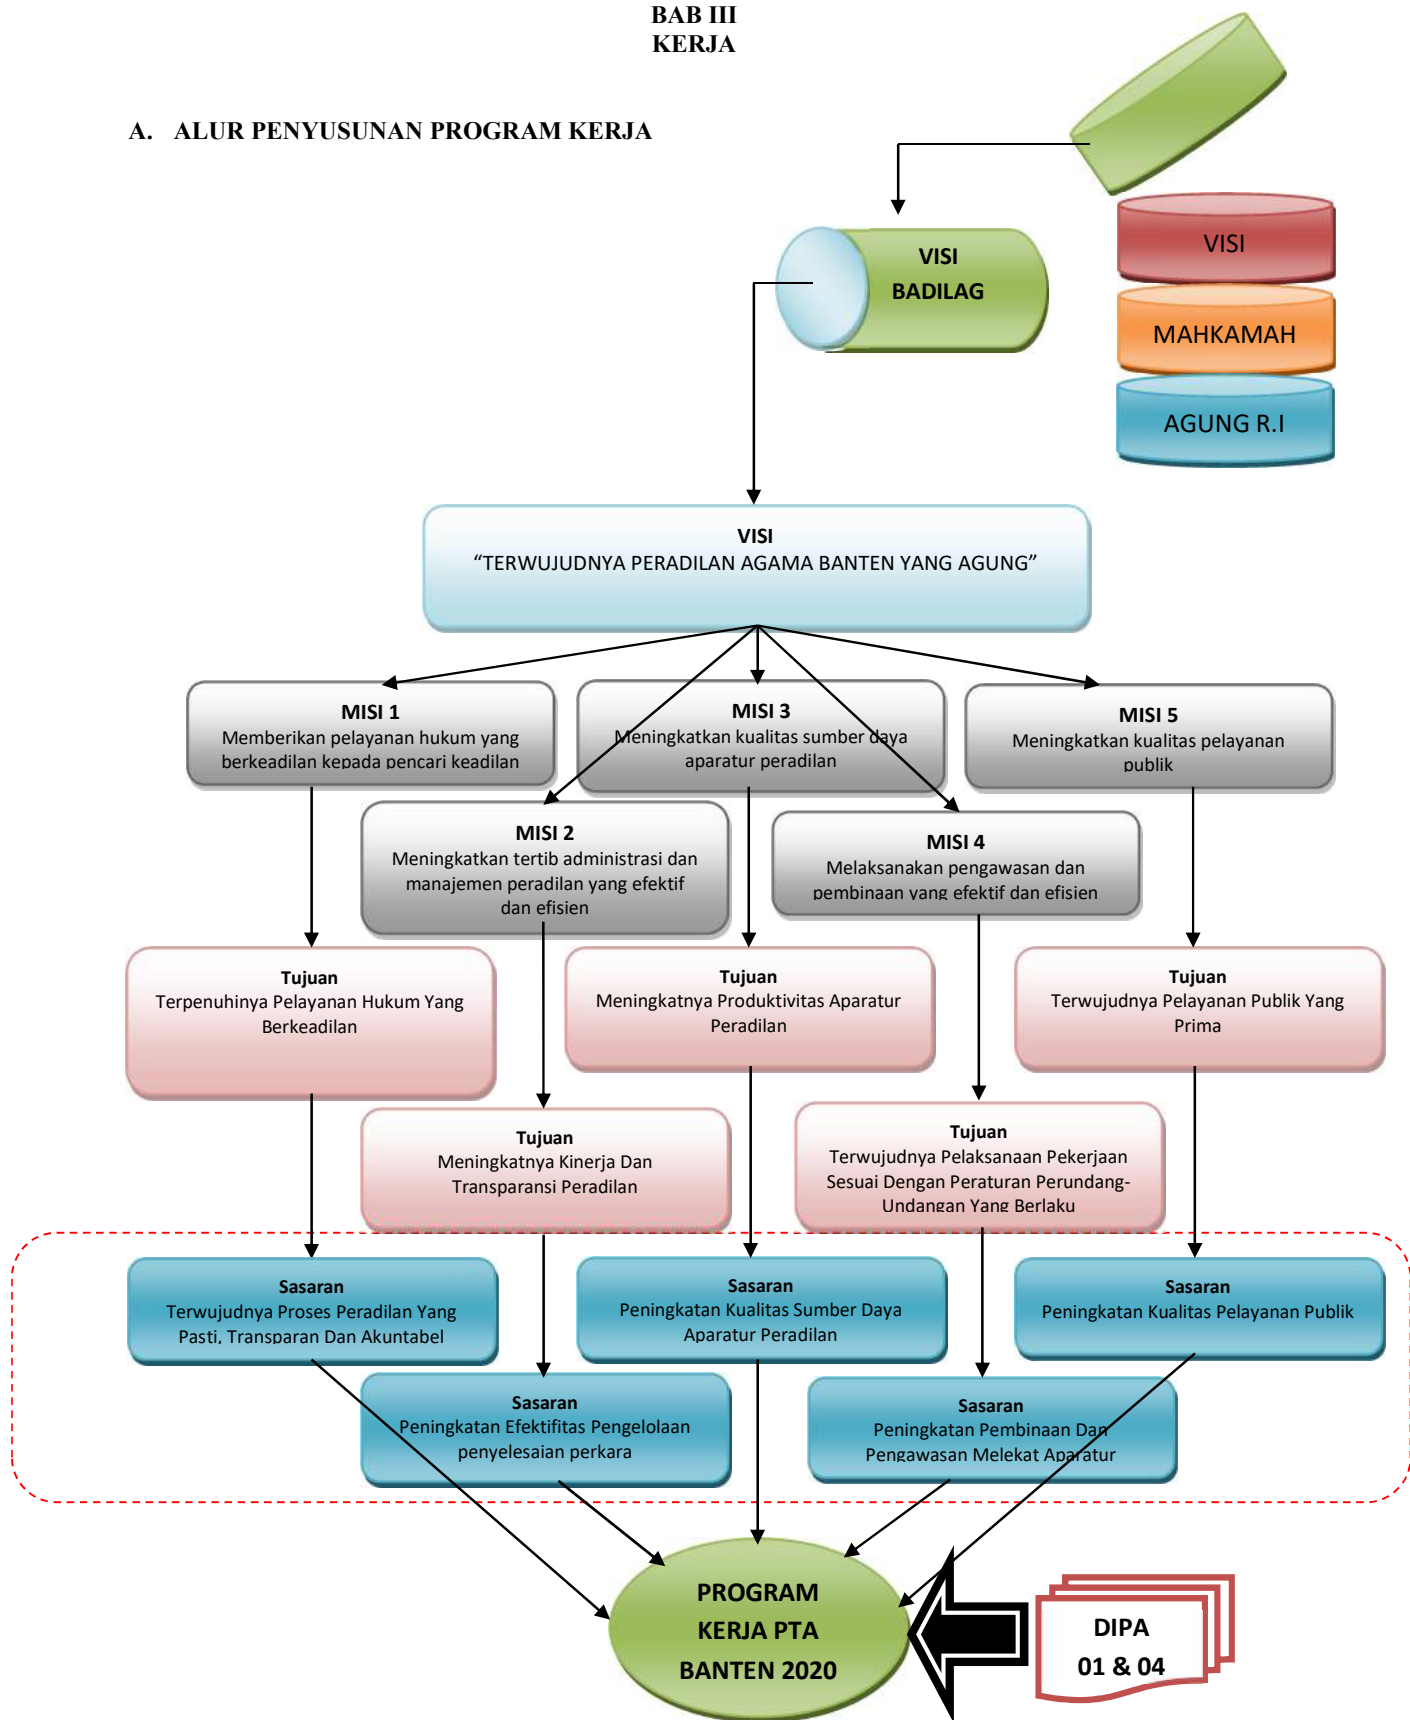 BAB III
KERJA
A. ALUR PENYUSUNAN PROGRAM KERJA
VISI
MAHKAMAH
AGUNG R.I
VISI
BADILAG
VISI
“TERWUJUDNYA PERADILAN AGAMA BANTEN YANG AGUNG”
MISI 1
Memberikan pelayanan hukum yang
berkeadilan kepada pencari keadilan
MISI 3
Meningkatkan kualitas sumber daya
aparatur peradilan
MISI 5
Meningkatkan kualitas pelayanan
publik
MISI 2
Meningkatkan tertib administrasi dan
manajemen peradilan yang efektif
dan efisien
MISI 4
Melaksanakan pengawasan dan
pembinaan yang efektif dan efisien
Tujuan
Terpenuhinya Pelayanan Hukum Yang
Berkeadilan
Tujuan
Meningkatnya Produktivitas Aparatur
Peradilan
Tujuan
Terwujudnya Pelayanan Publik Yang
Prima
Tujuan
Meningkatnya Kinerja Dan
Transparansi Peradilan
Tujuan
Terwujudnya Pelaksanaan Pekerjaan
Sesuai Dengan Peraturan Perundang-
Undangan Yang Berlaku
Sasaran
Terwujudnya Proses Peradilan Yang
Pasti, Transparan Dan Akuntabel
Sasaran
Peningkatan Kualitas Sumber Daya
Aparatur Peradilan
Sasaran
Peningkatan Kualitas Pelayanan Publik
Sasaran
Peningkatan Efektifitas Pengelolaan
penyelesaian perkara
Sasaran
Peningkatan Pembinaan Dan
Pengawasan Melekat Aparatur
PROGRAM
KERJA PTA
BANTEN 2020
DIPA
01 & 04